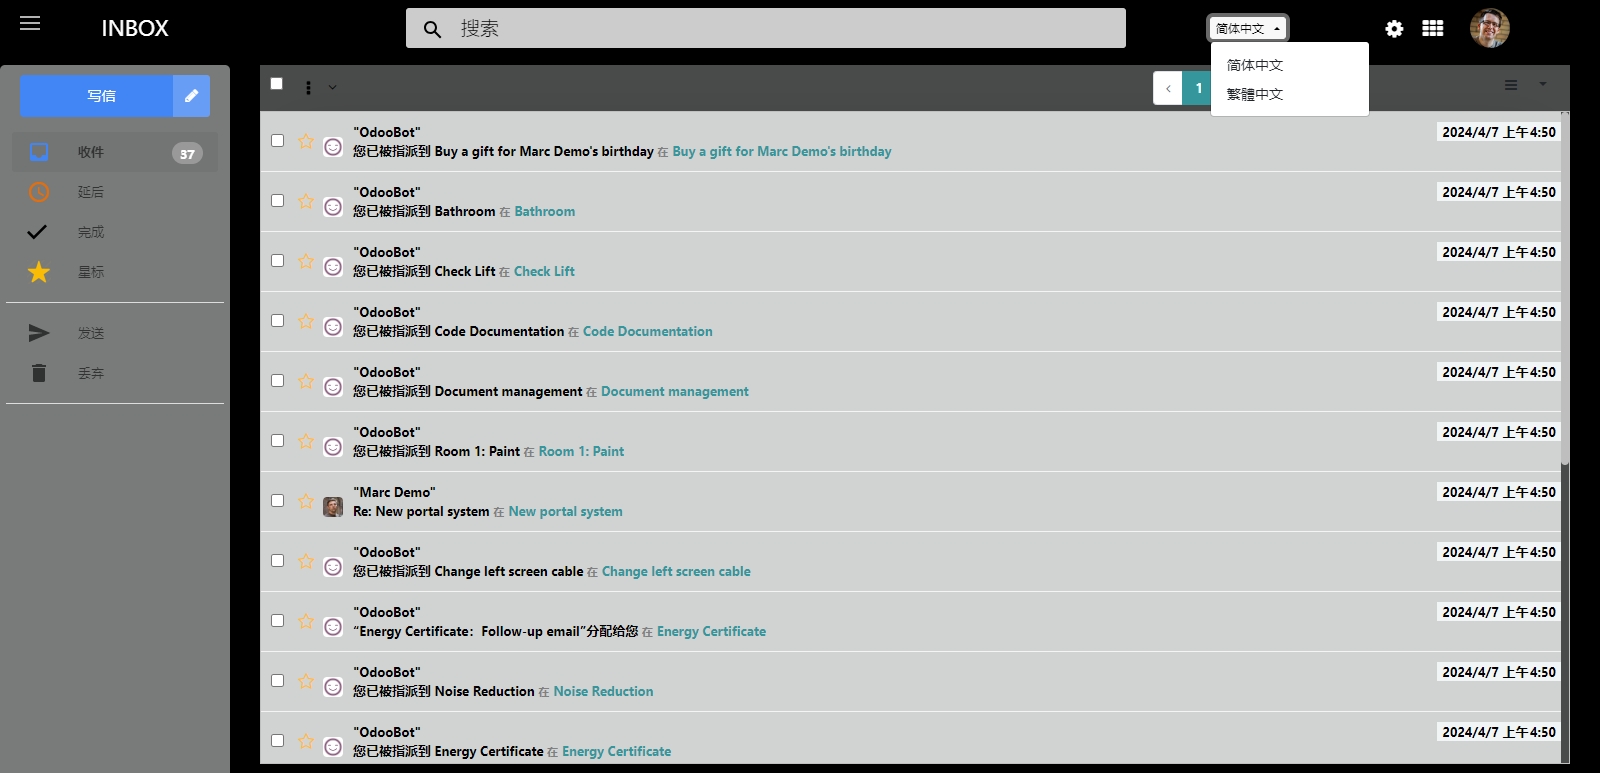 INBOX
搜索
简体中文
简体中文
繁體中文
写信
收件 37
延后
完成
星标
发送
丢弃
1
"OdooBot" 2024/4/7 上午4:50
您已被指派到 Buy a gift for Marc Demo's birthday 在 Buy a gift for Marc Demo's birthday
"OdooBot" 2024/4/7 上午4:50
您已被指派到 Bathroom 在 Bathroom
"OdooBot" 2024/4/7 上午4:50
您已被指派到 Check Lift 在 Check Lift
"OdooBot" 2024/4/7 上午4:50
您已被指派到 Code Documentation 在 Code Documentation
"OdooBot" 2024/4/7 上午4:50
您已被指派到 Document management 在 Document management
"OdooBot" 2024/4/7 上午4:50
您已被指派到 Room 1: Paint 在 Room 1: Paint
"Marc Demo" 2024/4/7 上午4:50
Re: New portal system 在 New portal system
"OdooBot" 2024/4/7 上午4:50
您已被指派到 Change left screen cable 在 Change left screen cable
"OdooBot" 2024/4/7 上午4:50
“Energy Certificate：Follow-up email”分配给您 在 Energy Certificate
"OdooBot" 2024/4/7 上午4:50
您已被指派到 Noise Reduction 在 Noise Reduction
"OdooBot" 2024/4/7 上午4:50
您已被指派到 Energy Certificate 在 Energy Certificate